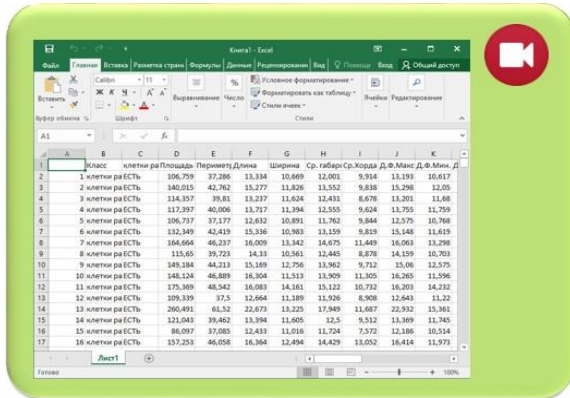 Книга1 - Excel
Файл Главная Вставка Разметка страни Формулы Данные Рецензирование Вид Помощь Вход Общий доступ
Вставить
Calibri 11
Ж К Ч
Выравнивание
Число
Условное форматирование
Форматировать как таблицу
Стили ячеек
Ячейки
Редактирование
Буфер обмена Шрифт Стили
A1 fx
A B C D E F G H I J K
1 Класс клетки ра Площадь Периметр Длина Ширина Ср. габари Ср.Хорда Д.Ф.Макс Д.Ф.Мин. Д
2 1 клетки ра ЕСТЬ 106,759 37,286 13,334 10,669 12,001 9,914 13,193 10,617
3 2 клетки ра ЕСТЬ 140,015 42,762 15,277 11,826 13,552 9,838 15,298 12,05
4 3 клетки ра ЕСТЬ 114,357 39,81 13,237 11,624 12,431 8,678 13,201 11,68
5 4 клетки ра ЕСТЬ 117,397 40,006 13,717 11,394 12,555 9,624 13,755 11,759
6 5 клетки ра ЕСТЬ 106,737 37,177 12,632 10,891 11,762 9,844 12,575 10,768
7 6 клетки ра ЕСТЬ 132,349 42,419 15,336 10,983 13,159 9,819 15,148 11,619
8 7 клетки ра ЕСТЬ 164,664 46,237 16,009 13,342 14,675 11,449 16,063 13,298
9 8 клетки ра ЕСТЬ 115,65 39,723 14,33 10,561 12,445 8,878 14,159 10,703
10 9 клетки ра ЕСТЬ 149,184 44,213 15,169 12,756 13,962 9,712 15,06 12,575
11 10 клетки ра ЕСТЬ 148,124 46,889 16,304 11,513 13,909 11,305 16,265 11,596
12 11 клетки ра ЕСТЬ 175,369 48,542 16,083 14,161 15,122 10,732 16,203 14,232
13 12 клетки ра ЕСТЬ 109,339 37,5 12,664 11,189 11,926 8,908 12,643 11,22
14 13 клетки ра ЕСТЬ 260,491 61,52 22,673 13,225 17,949 11,687 22,932 15,361
15 14 клетки ра ЕСТЬ 121,043 39,462 13,394 11,605 12,5 9,512 13,369 11,745
16 15 клетки ра ЕСТЬ 86,097 37,085 12,433 11,016 11,724 7,572 12,186 10,514
17 16 клетки ра ЕСТЬ 157,253 46,058 16,364 12,494 14,429 13,052 16,414 11,973
Лист1
Готово 100%